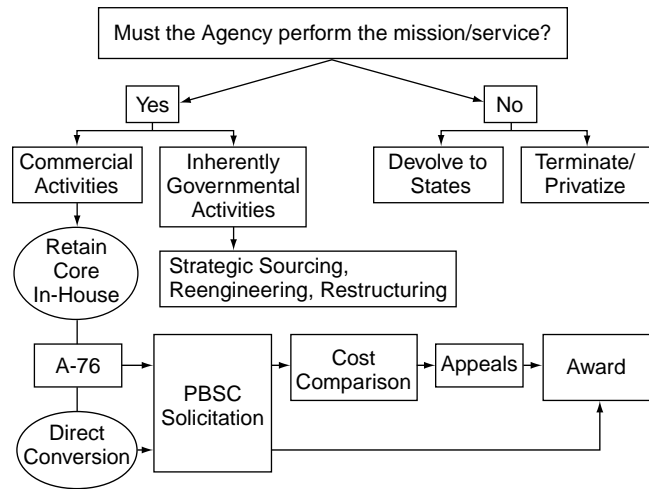 Must the Agency perform the mission/service?
Yes
No
Commercial
Activities
Inherently
Governmental
Activities
Devolve to
States
Terminate/
Privatize
Retain
Core
In-House
Strategic Sourcing,
Reengineering, Restructuring
A-76
PBSC
Solicitation
Cost
Comparison
Appeals
Award
Direct
Conversion